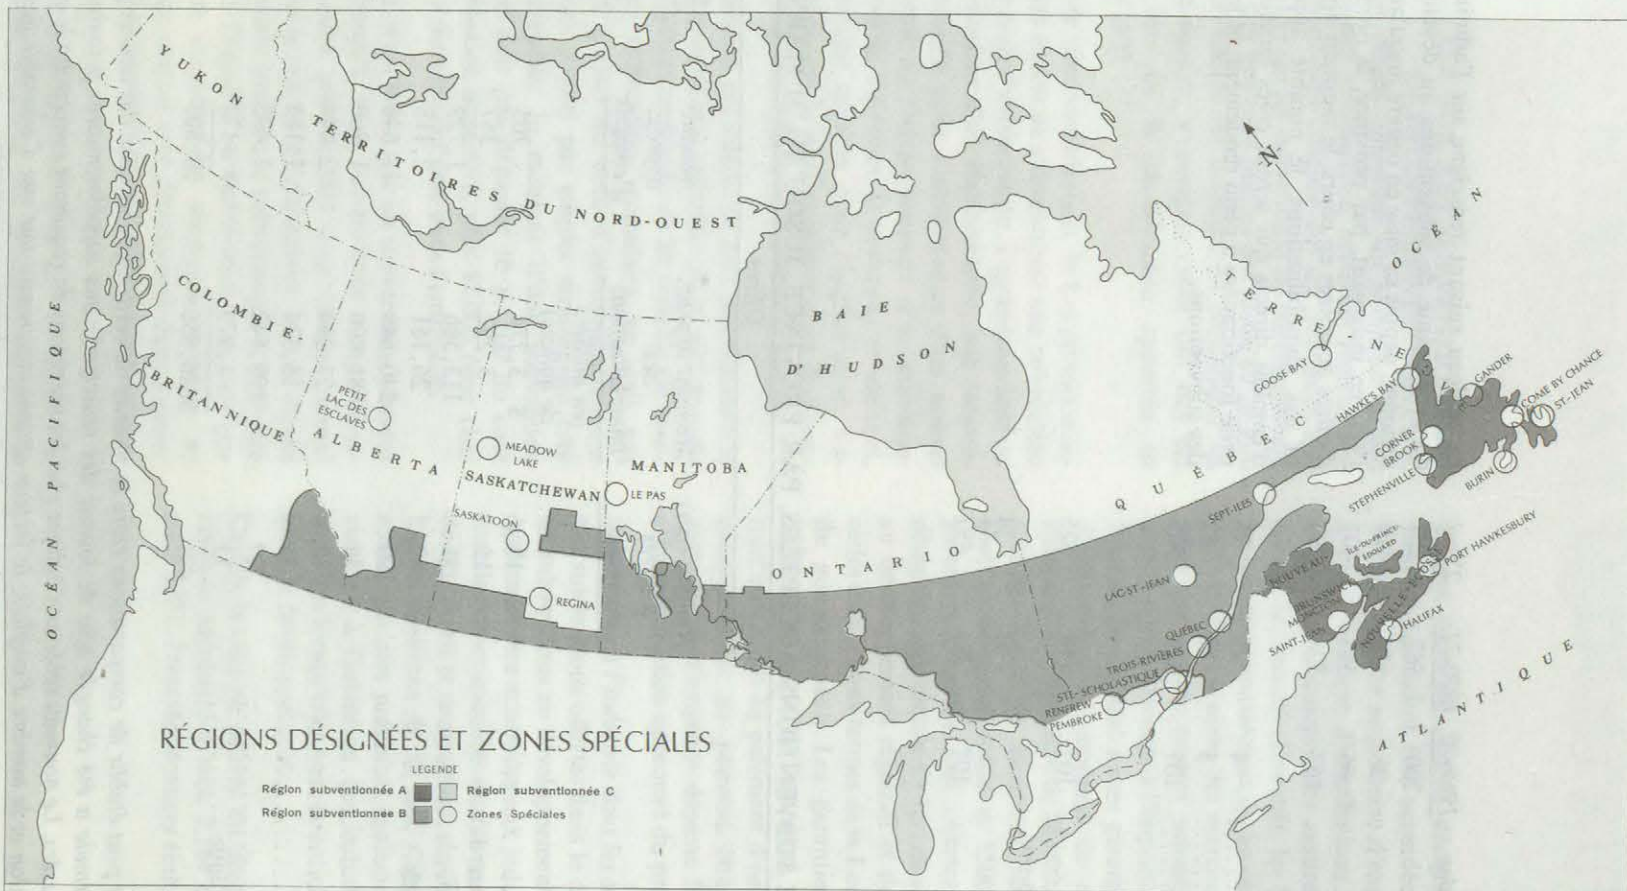 YUKON
TERRITOIRES DU NORD-OUEST
N
OCÉAN
ATLANTIQUE
OCÉAN PACIFIQUE
COLOMBIE-
BRITANNIQUE
BAIE
D'HUDSON
TERRE-NEUVE
GOOSE BAY
HAWKE'S BAY
GANDER
COME BY CHANCE
ST-JEAN
CORNER
BROOK
STEPHENVILLE
BURIN
PETIT
LAC DES
ESCLAVES
ALBERTA
MEADOW
LAKE
SASKATCHEWAN
MANITOBA
LE PAS
SASKATOON
REGINA
ONTARIO
QUÉBEC
SEPT-ILES
LAC ST-JEAN
QUÉBEC
TROIS-RIVIÈRES
STE-SCHOLASTIQUE
RENFREW
PEMBROKE
ÎLE-DU-PRINCE-
EDOUARD
NOUVEAU-
BRUNSWICK
MONCTON
SAINT-JEAN
NOUVELLE-ÉCOSSE
PORT HAWKESBURY
HALIFAX
RÉGIONS DÉSIGNÉES ET ZONES SPÉCIALES
LEGENDE
Région subventionnée A
Région subventionnée C
Région subventionnee B
Zones Spéciales